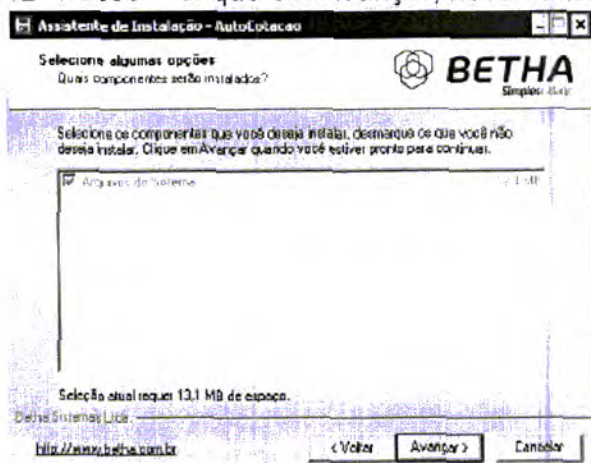 Assistente de Instalação - AutoCotacao
Selecione algumas opções
Quais componentes serão instalados?
BETHA
Selecione os componentes que você deseja instalar, desmarque os que você não
deseja instalar. Clique em Avançar quando você estiver pronto para continuar.
Arquivos do Sistema
Seleção atual requer 13,1 MB de espaço.
Betha Sistemas Ltda
http://www.betha.com.br
< Voltar
Avançar >
Cancelar